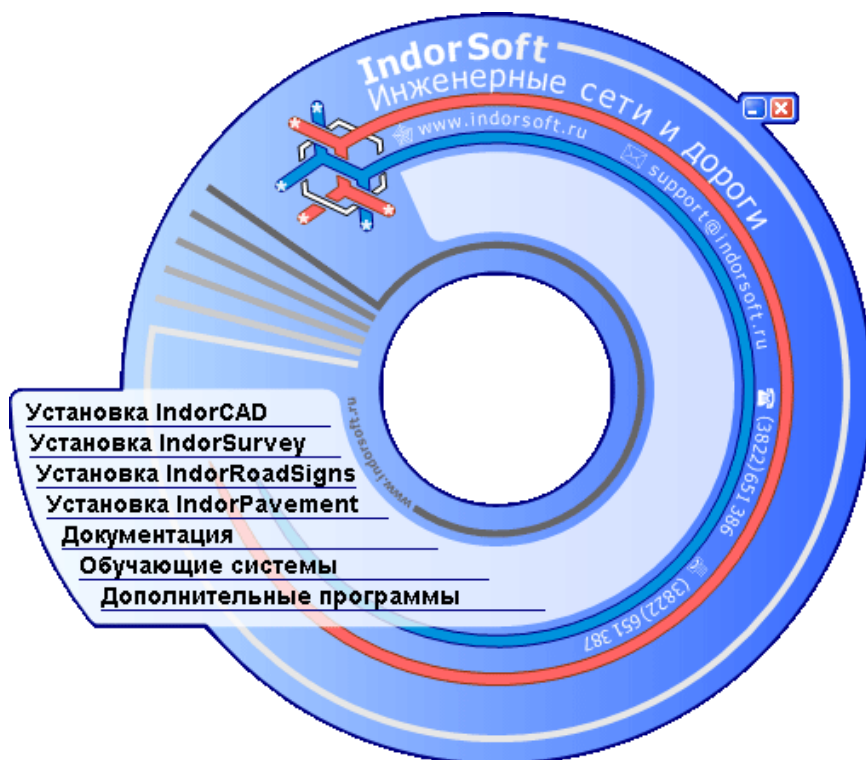 IndorSoft
Инженерные сети и дороги
www.indorsoft.ru
support@indorsoft.ru
(3822)651 386
(3822)651 387
www.indorsoft.ru
Установка IndorCAD
Установка IndorSurvey
Установка IndorRoadSigns
Установка IndorPavement
Документация
Обучающие системы
Дополнительные программы